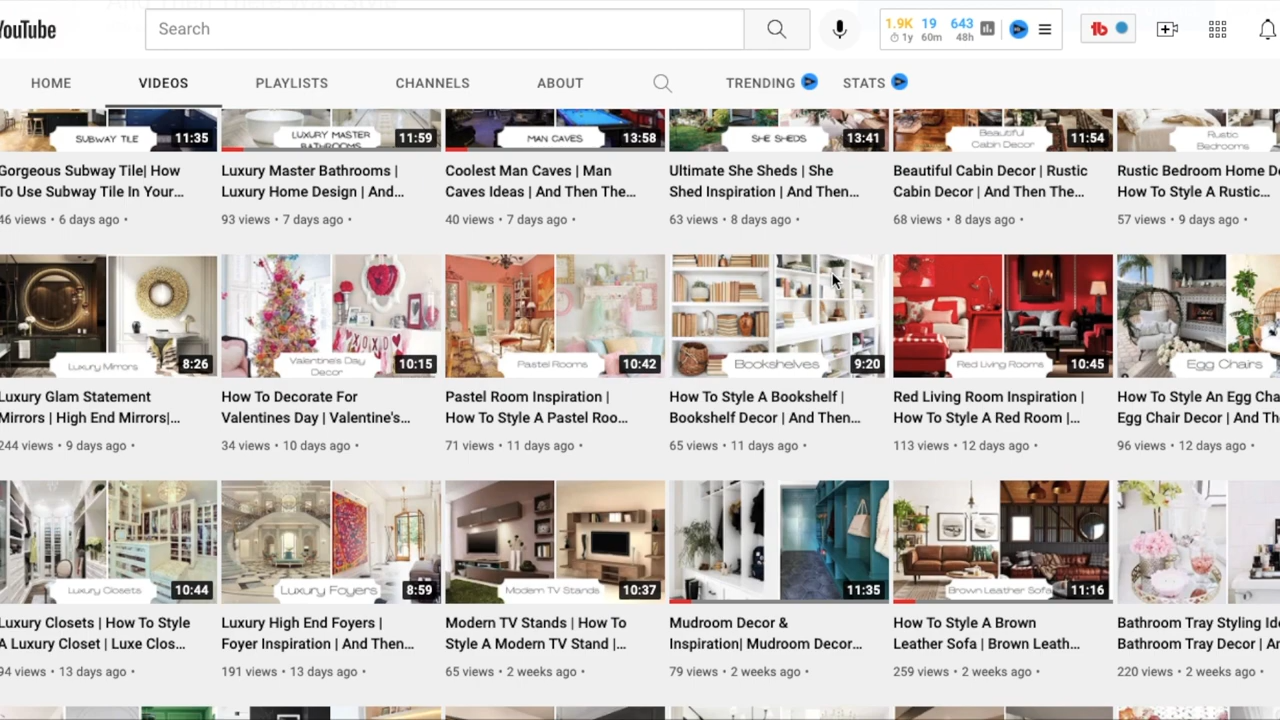 And Then There Was Style
YouTube
Search
1.9K 19 643
1y 60m 48h
tb
HOME VIDEOS PLAYLISTS CHANNELS ABOUT TRENDING STATS
SUBWAY TILE 11:35
LUXURY MASTER BATHROOMS 11:59
MAN CAVES 13:58
SHE SHEDS 13:41
Beautiful Cabin Decor 11:54
Rustic Bedrooms
Gorgeous Subway Tile| How
To Use Subway Tile In Your...
46 views • 6 days ago •
Luxury Master Bathrooms |
Luxury Home Design | And...
93 views • 7 days ago •
Coolest Man Caves | Man
Caves Ideas | And Then The...
40 views • 7 days ago •
Ultimate She Sheds | She
Shed Inspiration | And Then...
63 views • 8 days ago •
Beautiful Cabin Decor | Rustic
Cabin Decor | And Then The...
68 views • 8 days ago •
Rustic Bedroom Home D
How To Style A Rustic...
57 views • 9 days ago •
Luxury Mirrors 8:26
Valentine's Day Decor 10:15
Pastel Rooms 10:42
Bookshelves 9:20
Red Living Rooms 10:45
Egg Chairs
Luxury Glam Statement
Mirrors | High End Mirrors|...
244 views • 9 days ago •
How To Decorate For
Valentines Day | Valentine's...
34 views • 10 days ago •
Pastel Room Inspiration |
How To Style A Pastel Roo...
71 views • 11 days ago •
How To Style A Bookshelf |
Bookshelf Decor | And Then...
65 views • 11 days ago •
Red Living Room Inspiration |
How To Style A Red Room |...
113 views • 12 days ago •
How To Style An Egg Cha
Egg Chair Decor | And Th
96 views • 12 days ago •
XOXO
Luxury Closets 10:44
Luxury Foyers 8:59
Modern TV Stands 10:37
11:35
Brown Leather Sofa 11:16
Luxury Closets | How To Style
A Luxury Closet | Luxe Clos...
94 views • 13 days ago •
Luxury High End Foyers |
Foyer Inspiration | And Then...
191 views • 13 days ago •
Modern TV Stands | How To
Style A Modern TV Stand |...
65 views • 2 weeks ago •
Mudroom Decor &
Inspiration| Mudroom Decor...
79 views • 2 weeks ago •
How To Style A Brown
Leather Sofa | Brown Leath...
259 views • 2 weeks ago •
Bathroom Tray Styling Ide
Bathroom Tray Decor | A
220 views • 2 weeks ago •